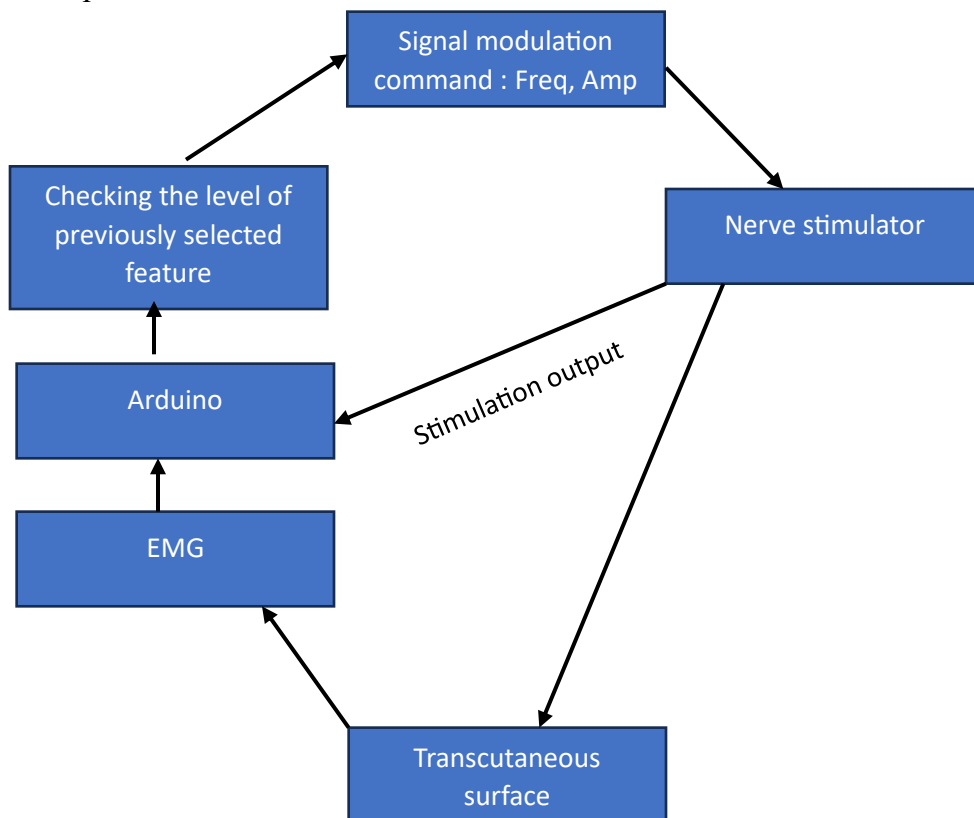 Signal modulation
command : Freq, Amp
Checking the level of
previously selected
feature
Nerve stimulator
Arduino
Stimulation output
EMG
Transcutaneous
surface